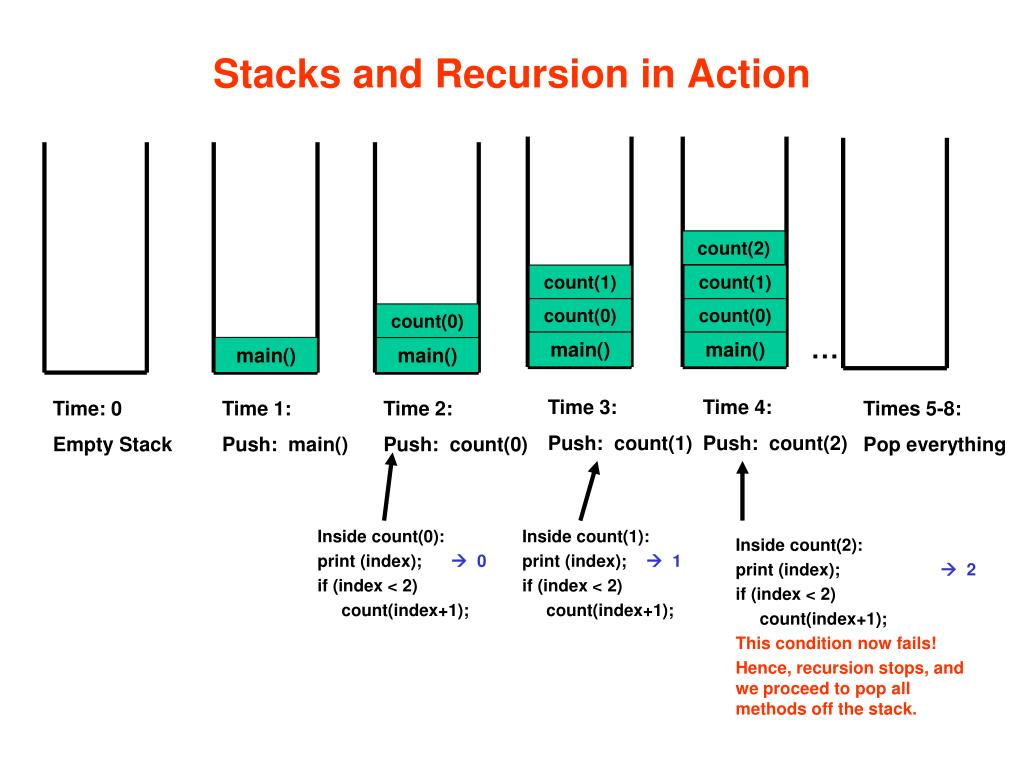 Stacks and Recursion in Action
main()
count(0)
main()
count(1)
count(0)
main()
count(2)
count(1)
count(0)
main()
…
Time: 0
Empty Stack
Time 1:
Push:  main()
Time 2:
Push:  count(0)
Time 3:
Push:  count(1)
Time 4:
Push:  count(2)
Times 5-8:
Pop everything
Inside count(0):
print (index); → 0
if (index < 2)
count(index+1);
Inside count(1):
print (index); → 1
if (index < 2)
count(index+1);
Inside count(2):
print (index); → 2
if (index < 2)
count(index+1);
This condition now fails!
Hence, recursion stops, and
we proceed to pop all
methods off the stack.